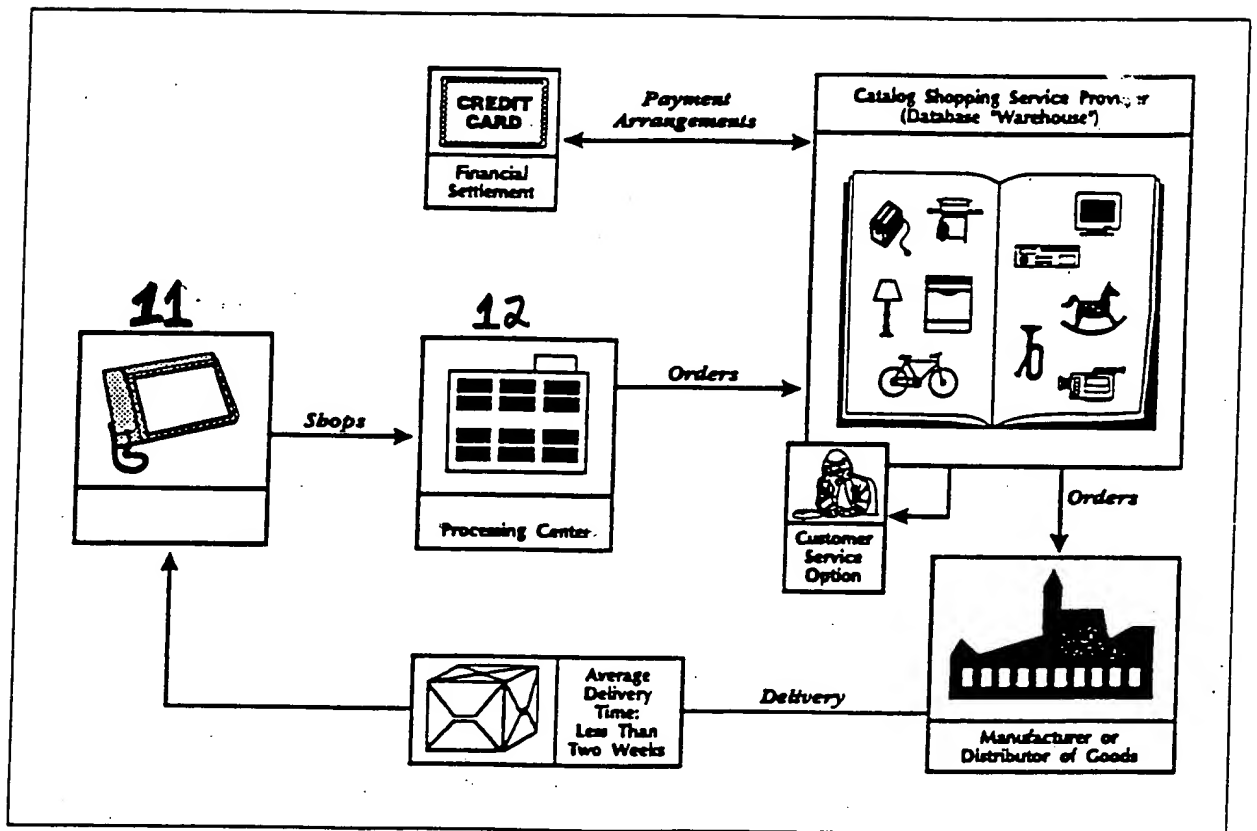 CREDIT
CARD
Financial
Settlement
Payment
Arrangements
Catalog Shopping Service
(Database "Warehouse")
11
12
Shops
Orders
Processing Center
Customer
Service
Option
Orders
Average
Delivery
Time:
Less Than
Two Weeks
Delivery
Manufacturer or
Distributor of Goods